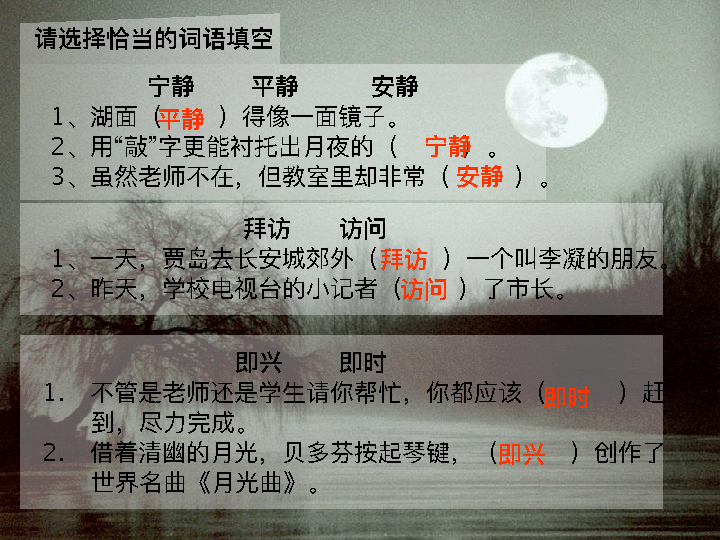 请选择恰当的词语填空
宁静 平静 安静
1、湖面（平静 ）得像一面镜子。
2、用“敲”字更能衬托出月夜的（ 宁静）。
3、虽然老师不在，但教室里却非常（ 安静 ）。
拜访 访问
1、一天，贾岛去长安城郊外（拜访 ）一个叫李凝的朋友。
2、昨天，学校电视台的小记者（访问 ）了市长。
即兴 即时
1. 不管是老师还是学生请你帮忙，你都应该（即时 ）赶
到，尽力完成。
2. 借着清幽的月光，贝多芬按起琴键，（即兴 ）创作了
世界名曲《月光曲》。